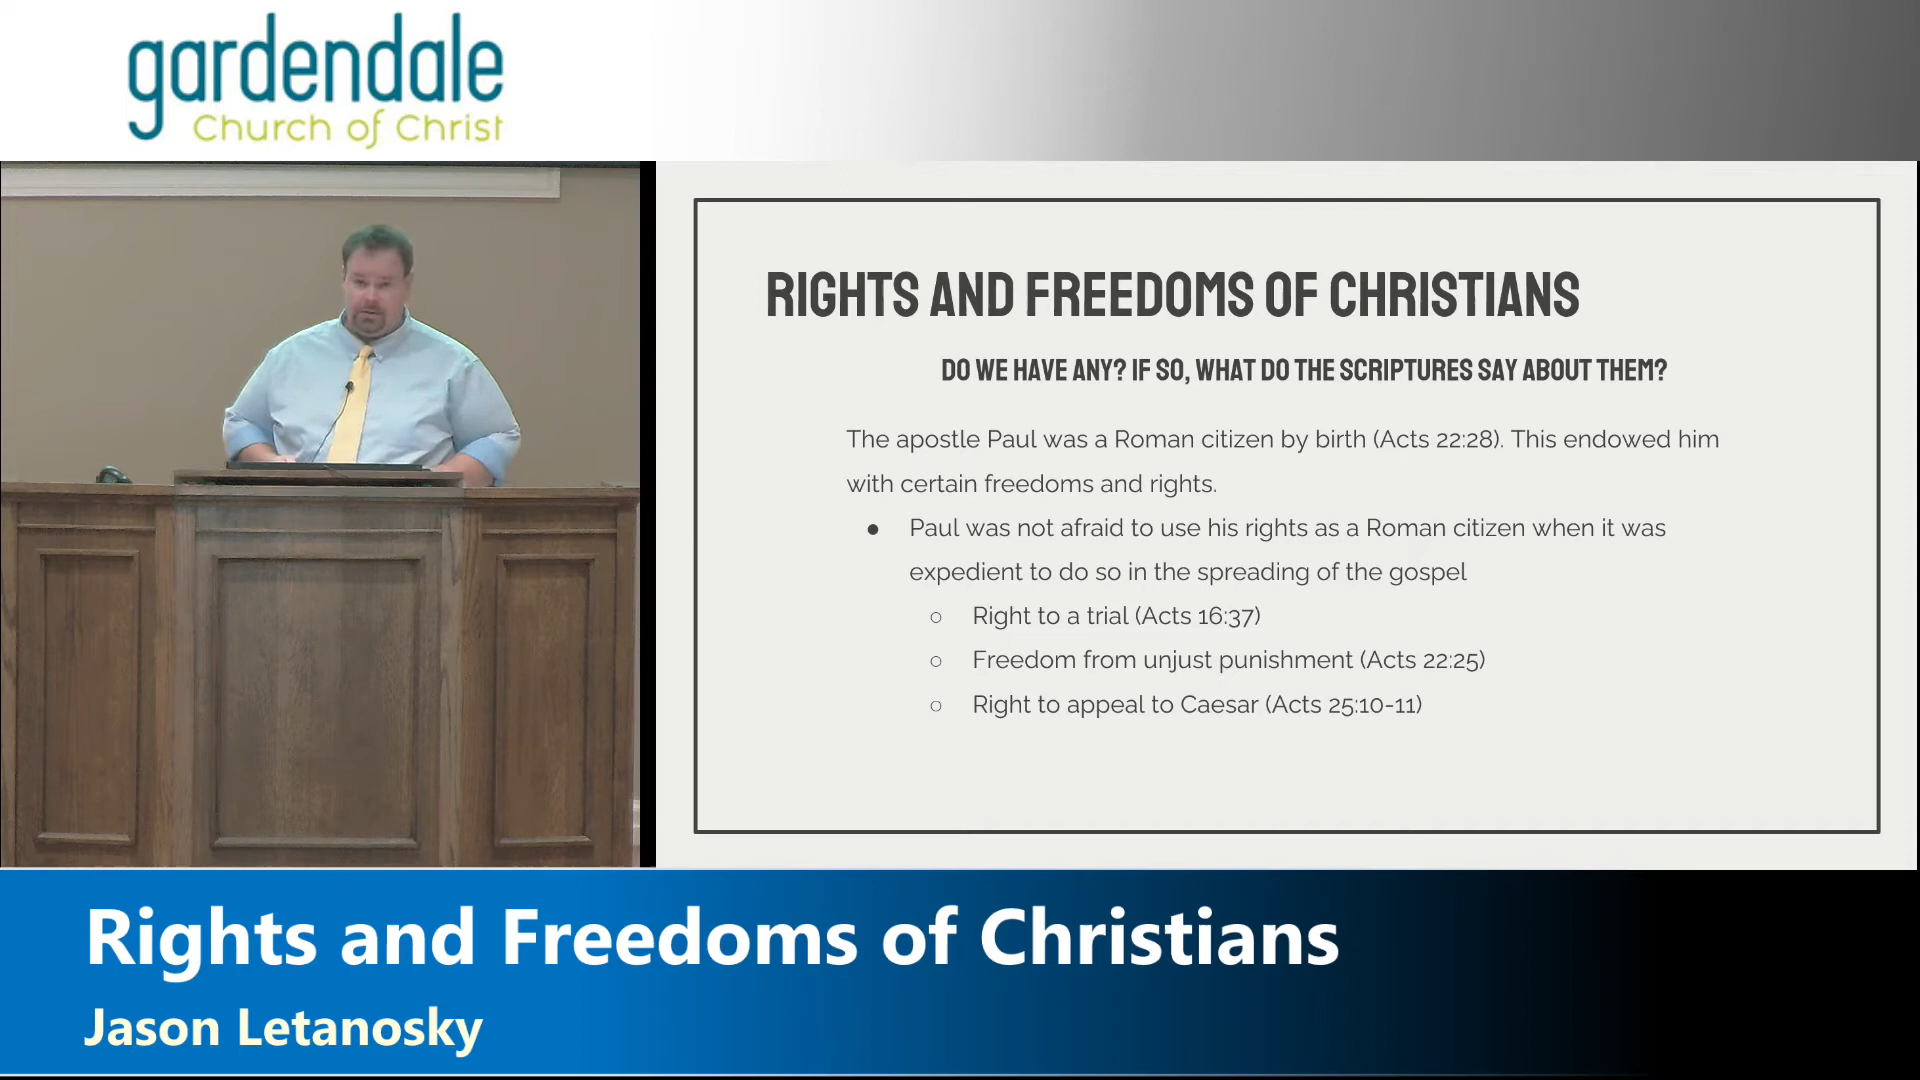 gardendale
Church of Christ
RIGHTS AND FREEDOMS OF CHRISTIANS
DO WE HAVE ANY? IF SO, WHAT DO THE SCRIPTURES SAY ABOUT THEM?
The apostle Paul was a Roman citizen by birth (Acts 22:28). This endowed him
with certain freedoms and rights.
● Paul was not afraid to use his rights as a Roman citizen when it was
expedient to do so in the spreading of the gospel
○ Right to a trial (Acts 16:37)
○ Freedom from unjust punishment (Acts 22:25)
○ Right to appeal to Caesar (Acts 25:10-11)
Rights and Freedoms of Christians
Jason Letanosky